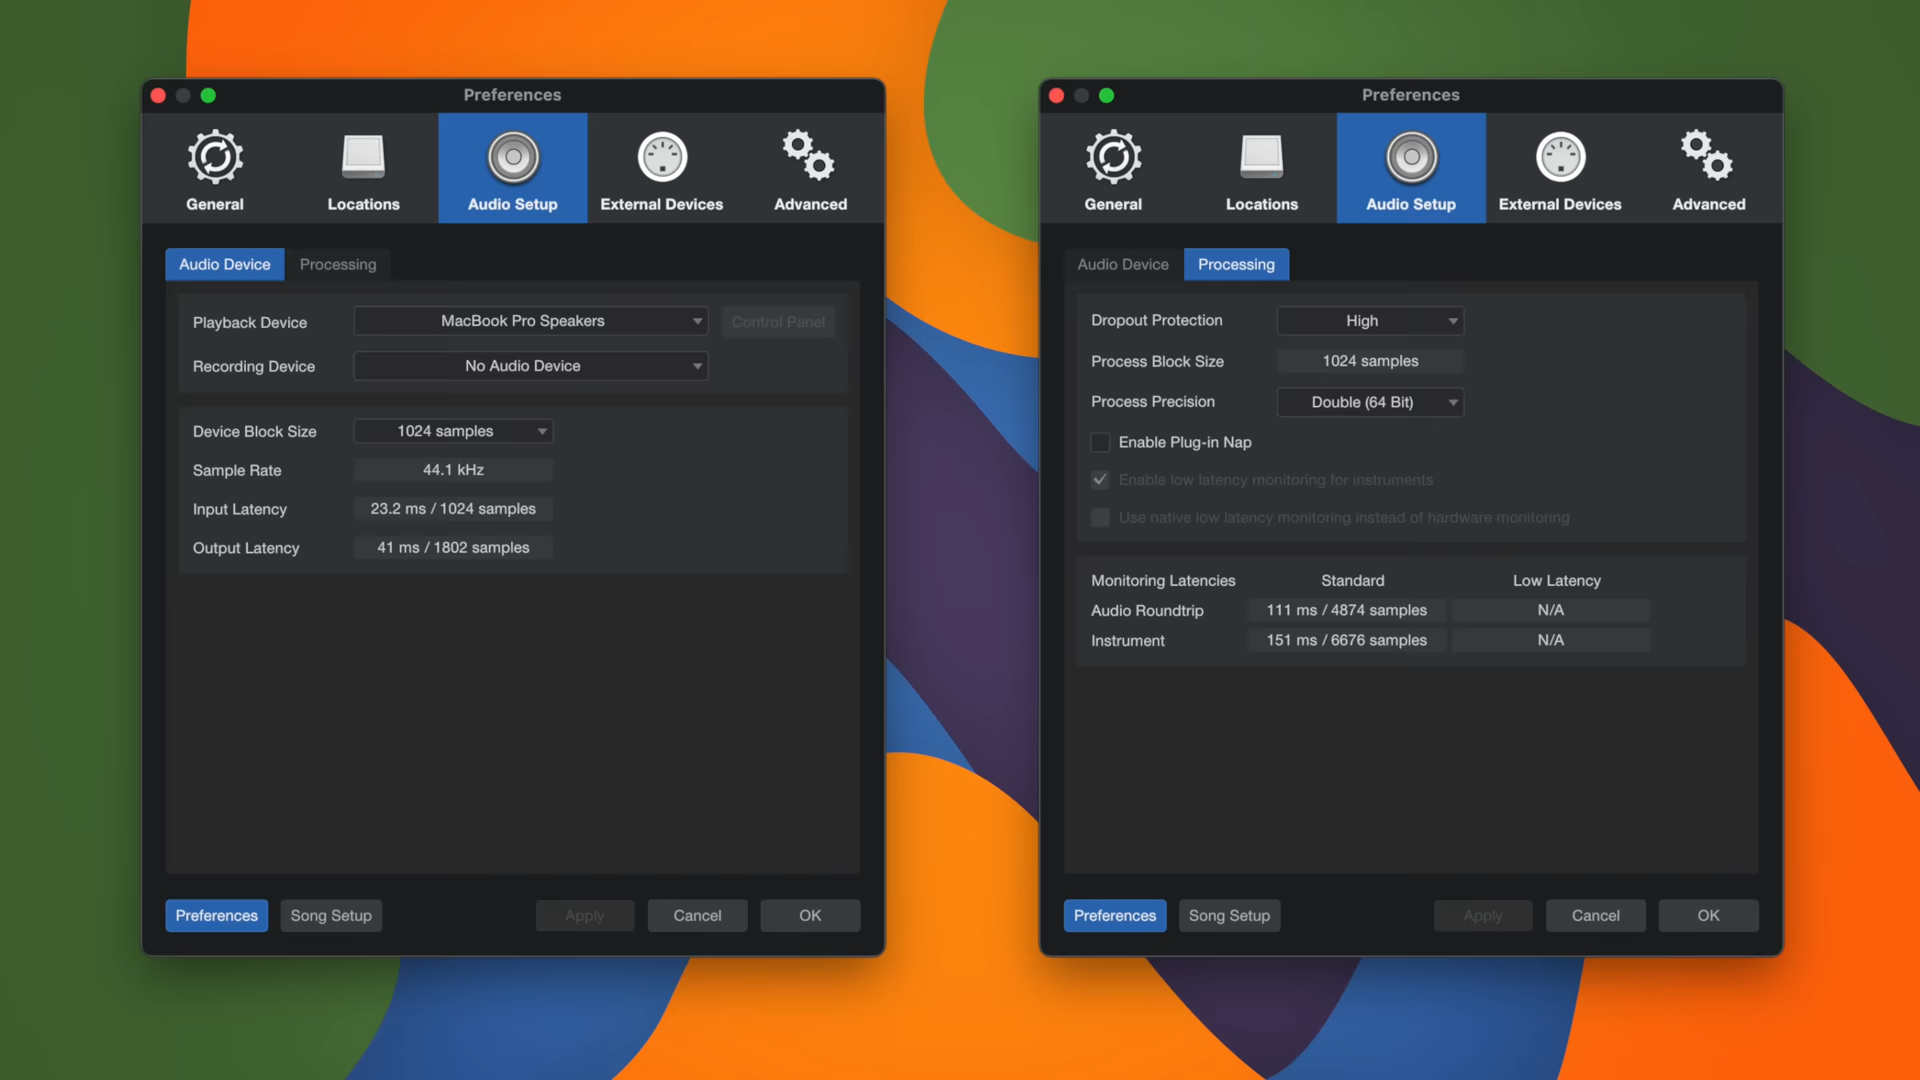 Preferences
General
Locations
Audio Setup
External Devices
Advanced
Audio Device
Processing
Playback Device
MacBook Pro Speakers
Control Panel
Recording Device
No Audio Device
Device Block Size
1024 samples
Sample Rate
44.1 kHz
Input Latency
23.2 ms / 1024 samples
Output Latency
41 ms / 1802 samples
Preferences
Song Setup
Apply
Cancel
OK
Preferences
General
Locations
Audio Setup
External Devices
Advanced
Audio Device
Processing
Dropout Protection
High
Process Block Size
1024 samples
Process Precision
Double (64 Bit)
Enable Plug-in Nap
Enable low latency monitoring for instruments
Use native low latency monitoring instead of hardware monitoring
Monitoring Latencies
Standard
Low Latency
Audio Roundtrip
111 ms / 4874 samples
N/A
Instrument
151 ms / 6676 samples
N/A
Preferences
Song Setup
Apply
Cancel
OK